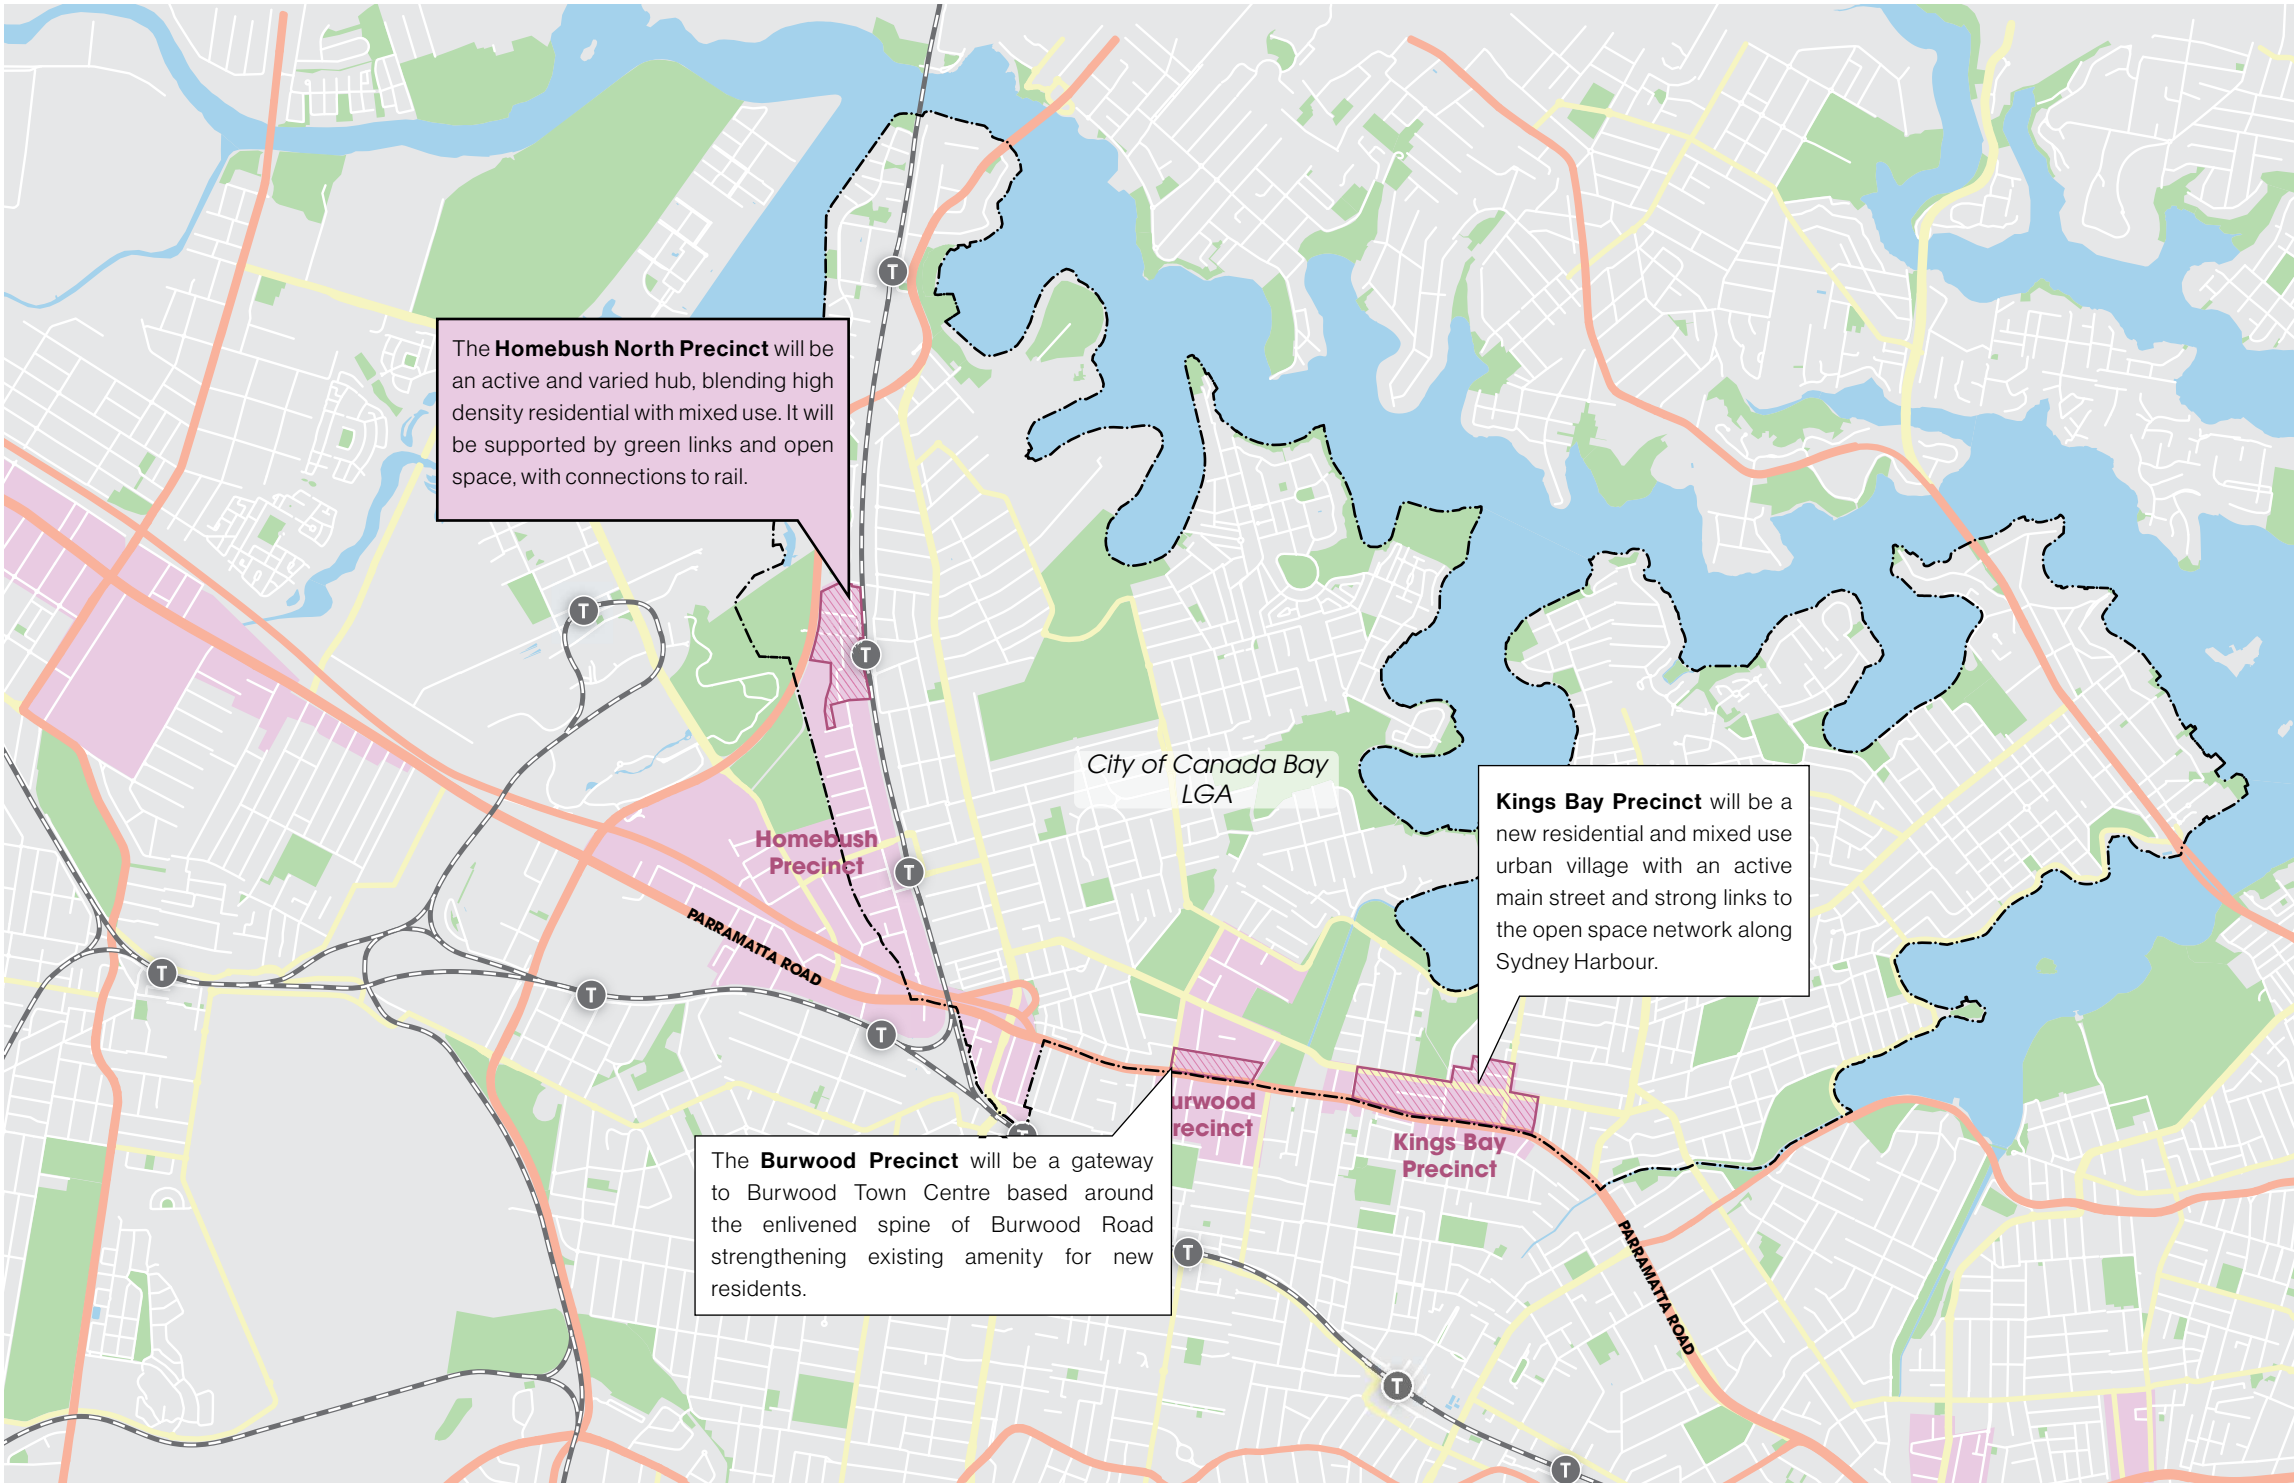 The Homebush North Precinct will be
an active and varied hub, blending high
density residential with mixed use. It will
be supported by green links and open
space, with connections to rail.
T
T
T
T
T
T
T
T
T
T
T
City of Canada Bay
LGA
Homebush
Precinct
PARRAMATTA ROAD
Kings Bay Precinct will be a
new residential and mixed use
urban village with an active
main street and strong links to
the open space network along
Sydney Harbour.
urwood
recinct
Kings Bay
Precinct
The Burwood Precinct will be a gateway
to Burwood Town Centre based around
the enlivened spine of Burwood Road
strengthening existing amenity for new
residents.
PARRAMATTA ROAD